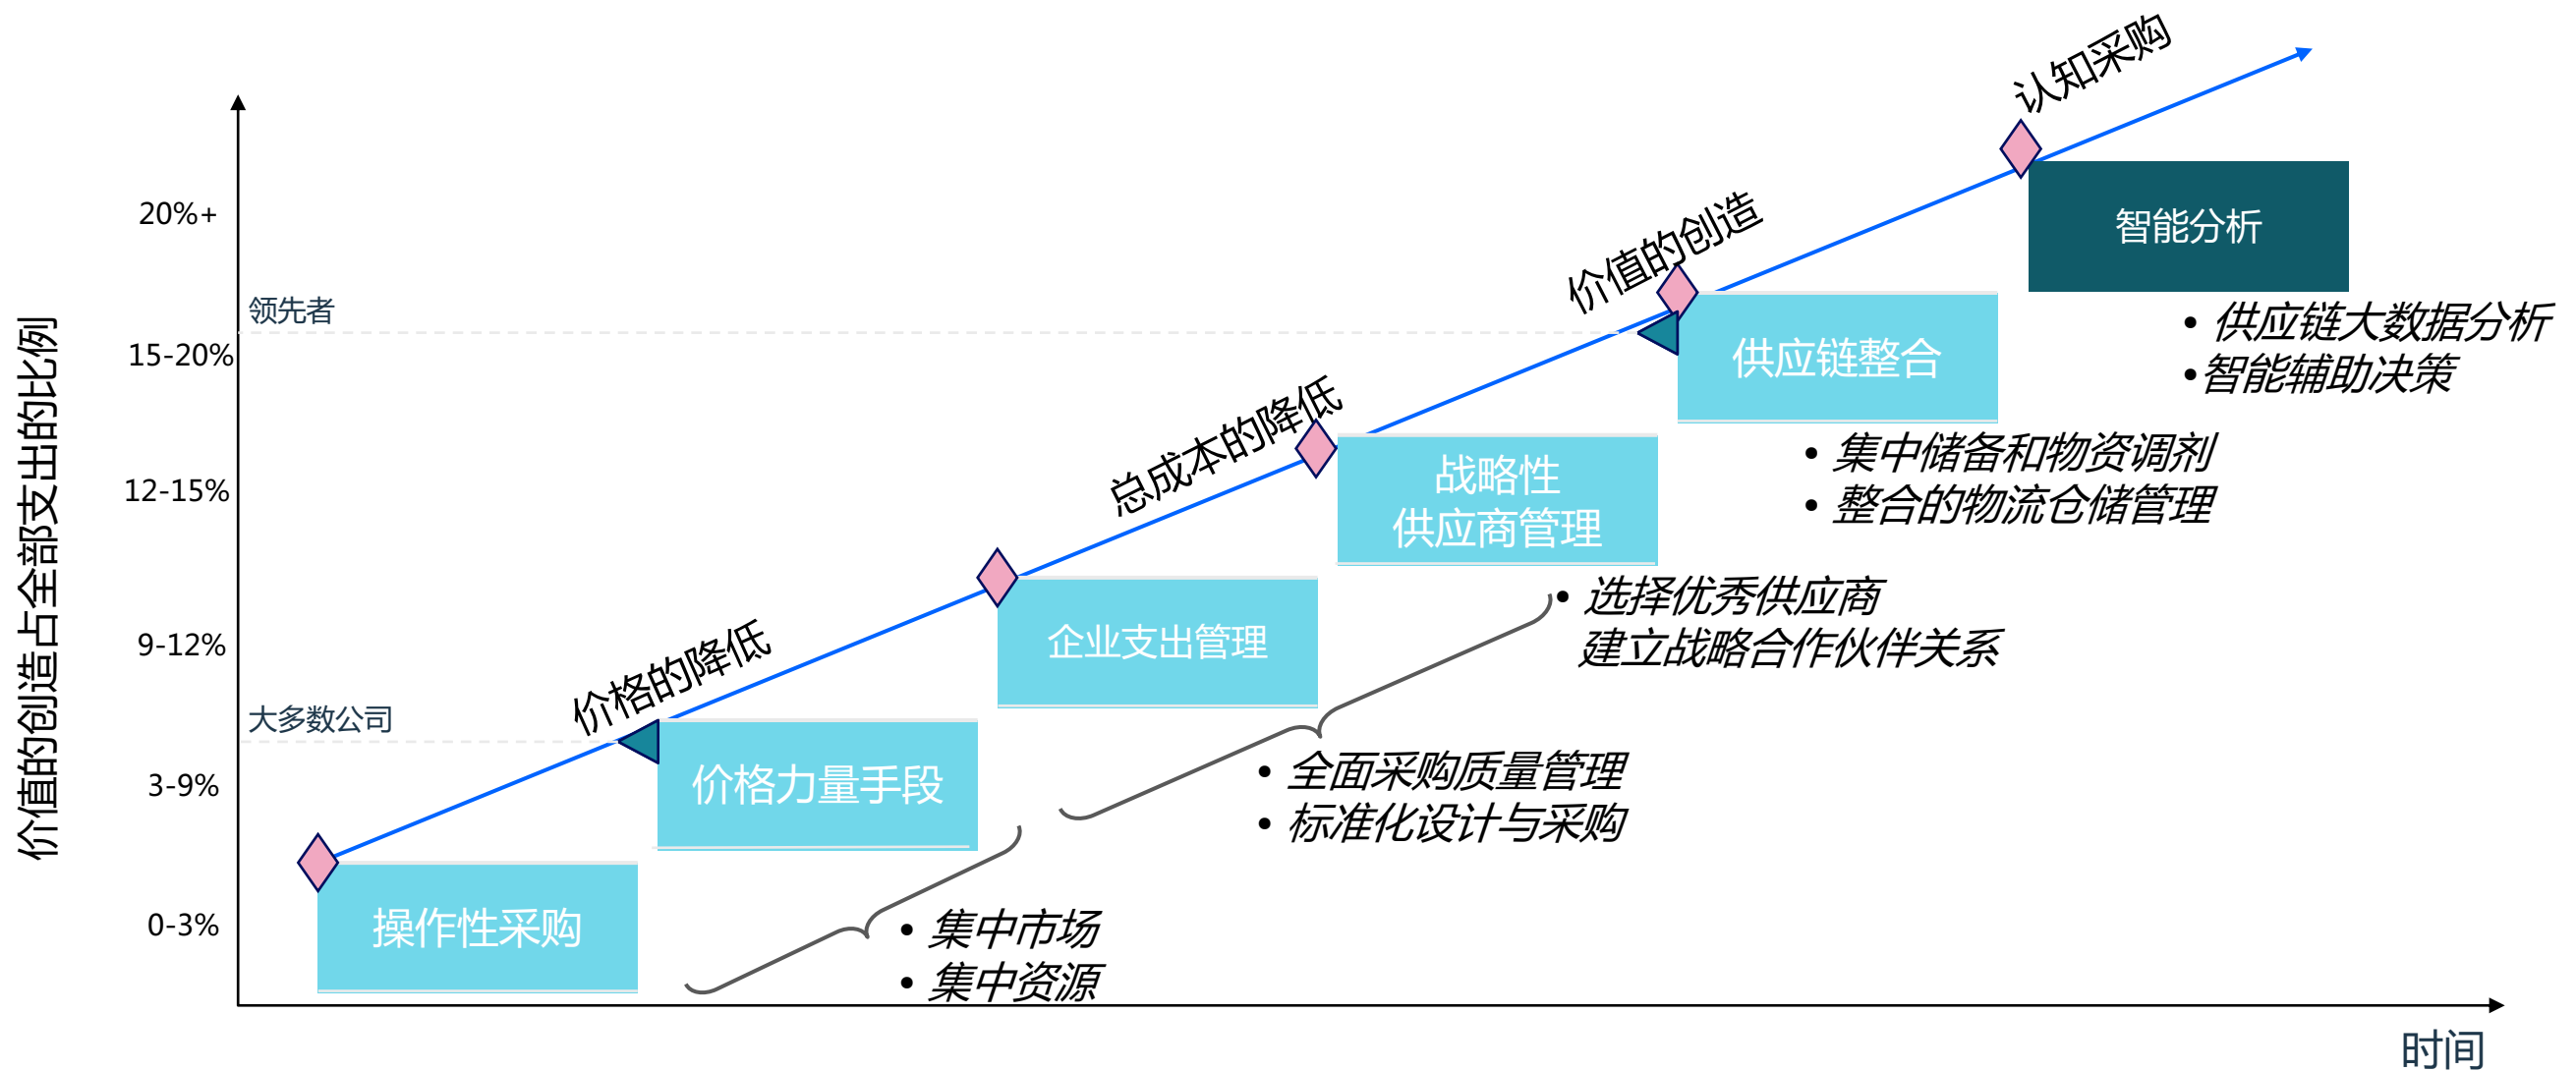 认知采购
20%+
智能分析
价值的创造
领先者
15-20%
供应链整合
• 供应链大数据分析
•智能辅助决策
价值的创造占全部支出的比例
总成本的降低
12-15%
战略性
供应商管理
• 集中储备和物资调剂
• 整合的物流仓储管理
9-12%
企业支出管理
• 选择优秀供应商
建立战略合作伙伴关系
价格的降低
大多数公司
3-9%
价格力量手段
• 全面采购质量管理
• 标准化设计与采购
0-3%
操作性采购
• 集中市场
• 集中资源
时间